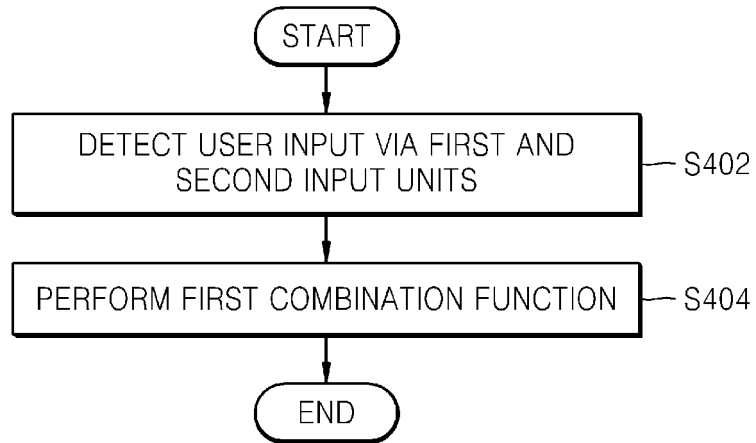 START
DETECT USER INPUT VIA FIRST AND
SECOND INPUT UNITS
S402
PERFORM FIRST COMBINATION FUNCTION
S404
END